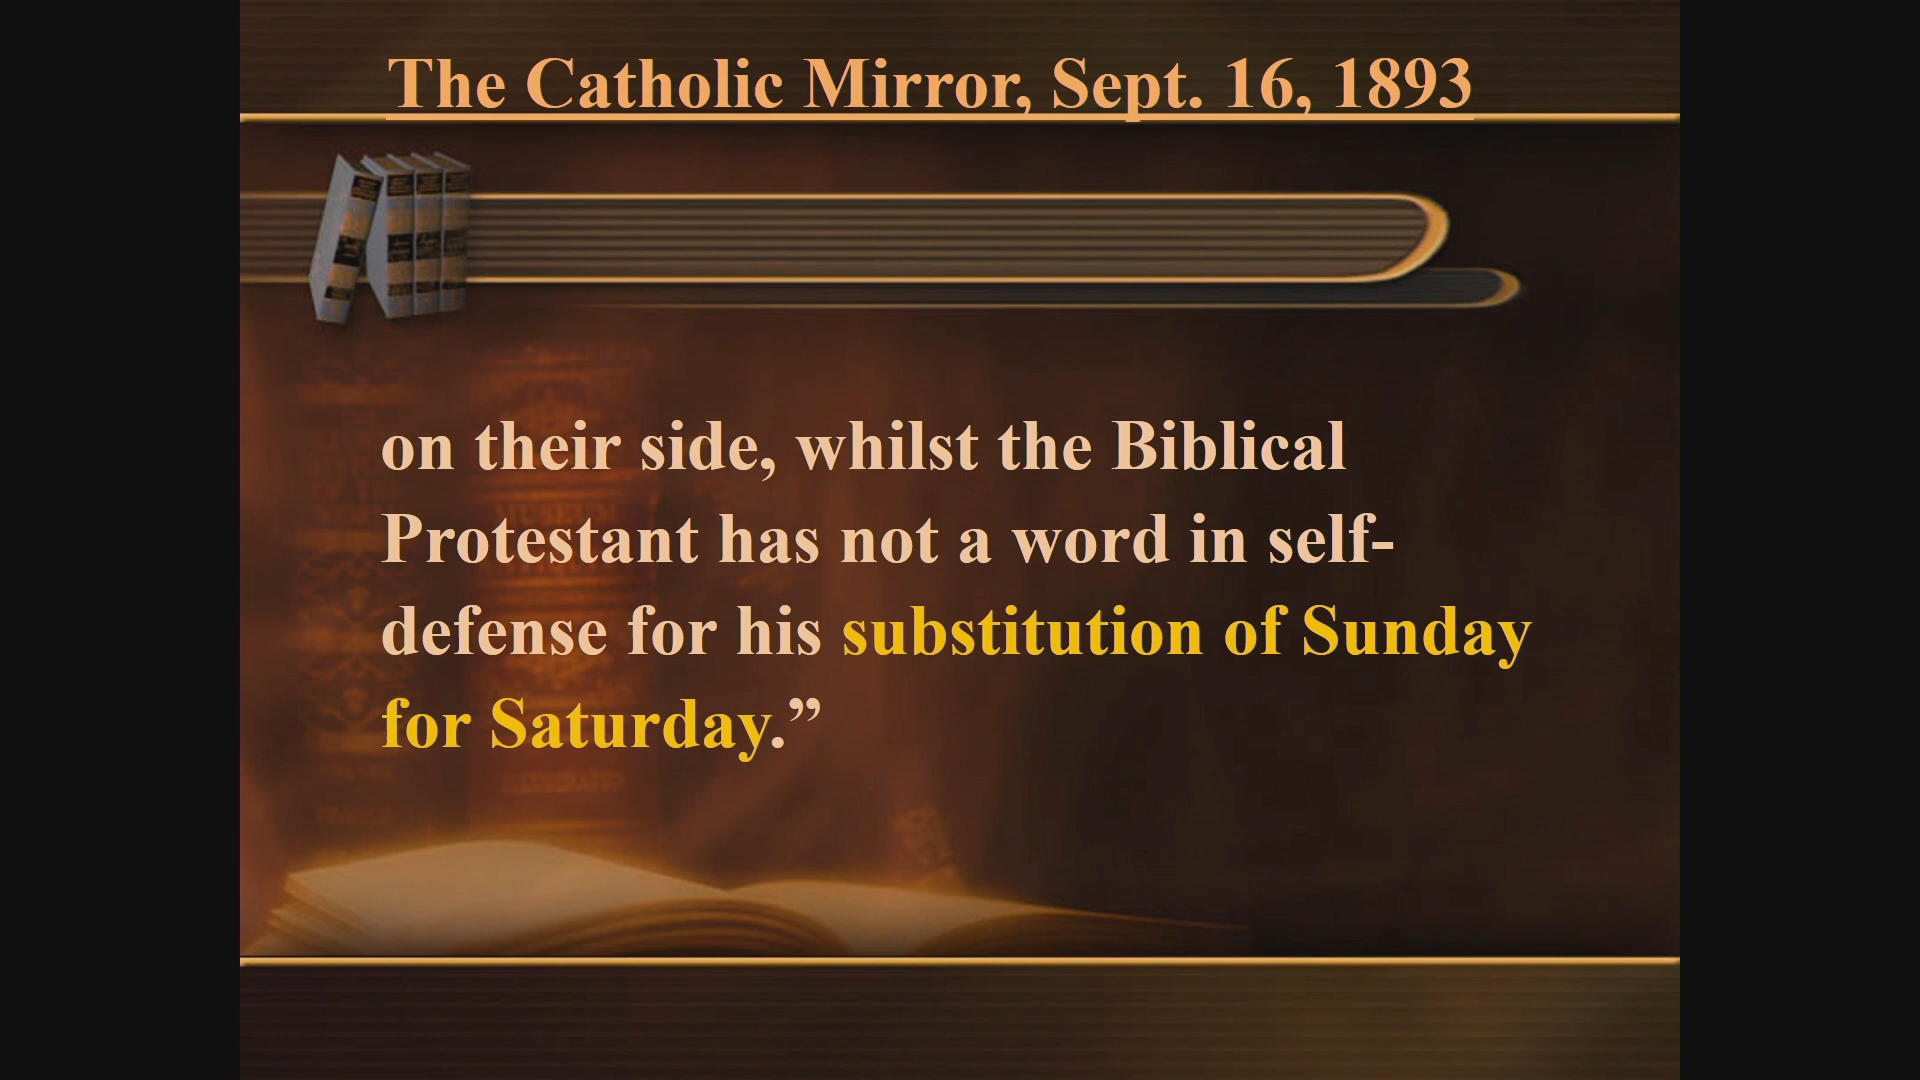 The Catholic Mirror, Sept. 16, 1893
on their side, whilst the Biblical
Protestant has not a word in self-
defense for his substitution of Sunday
for Saturday.”